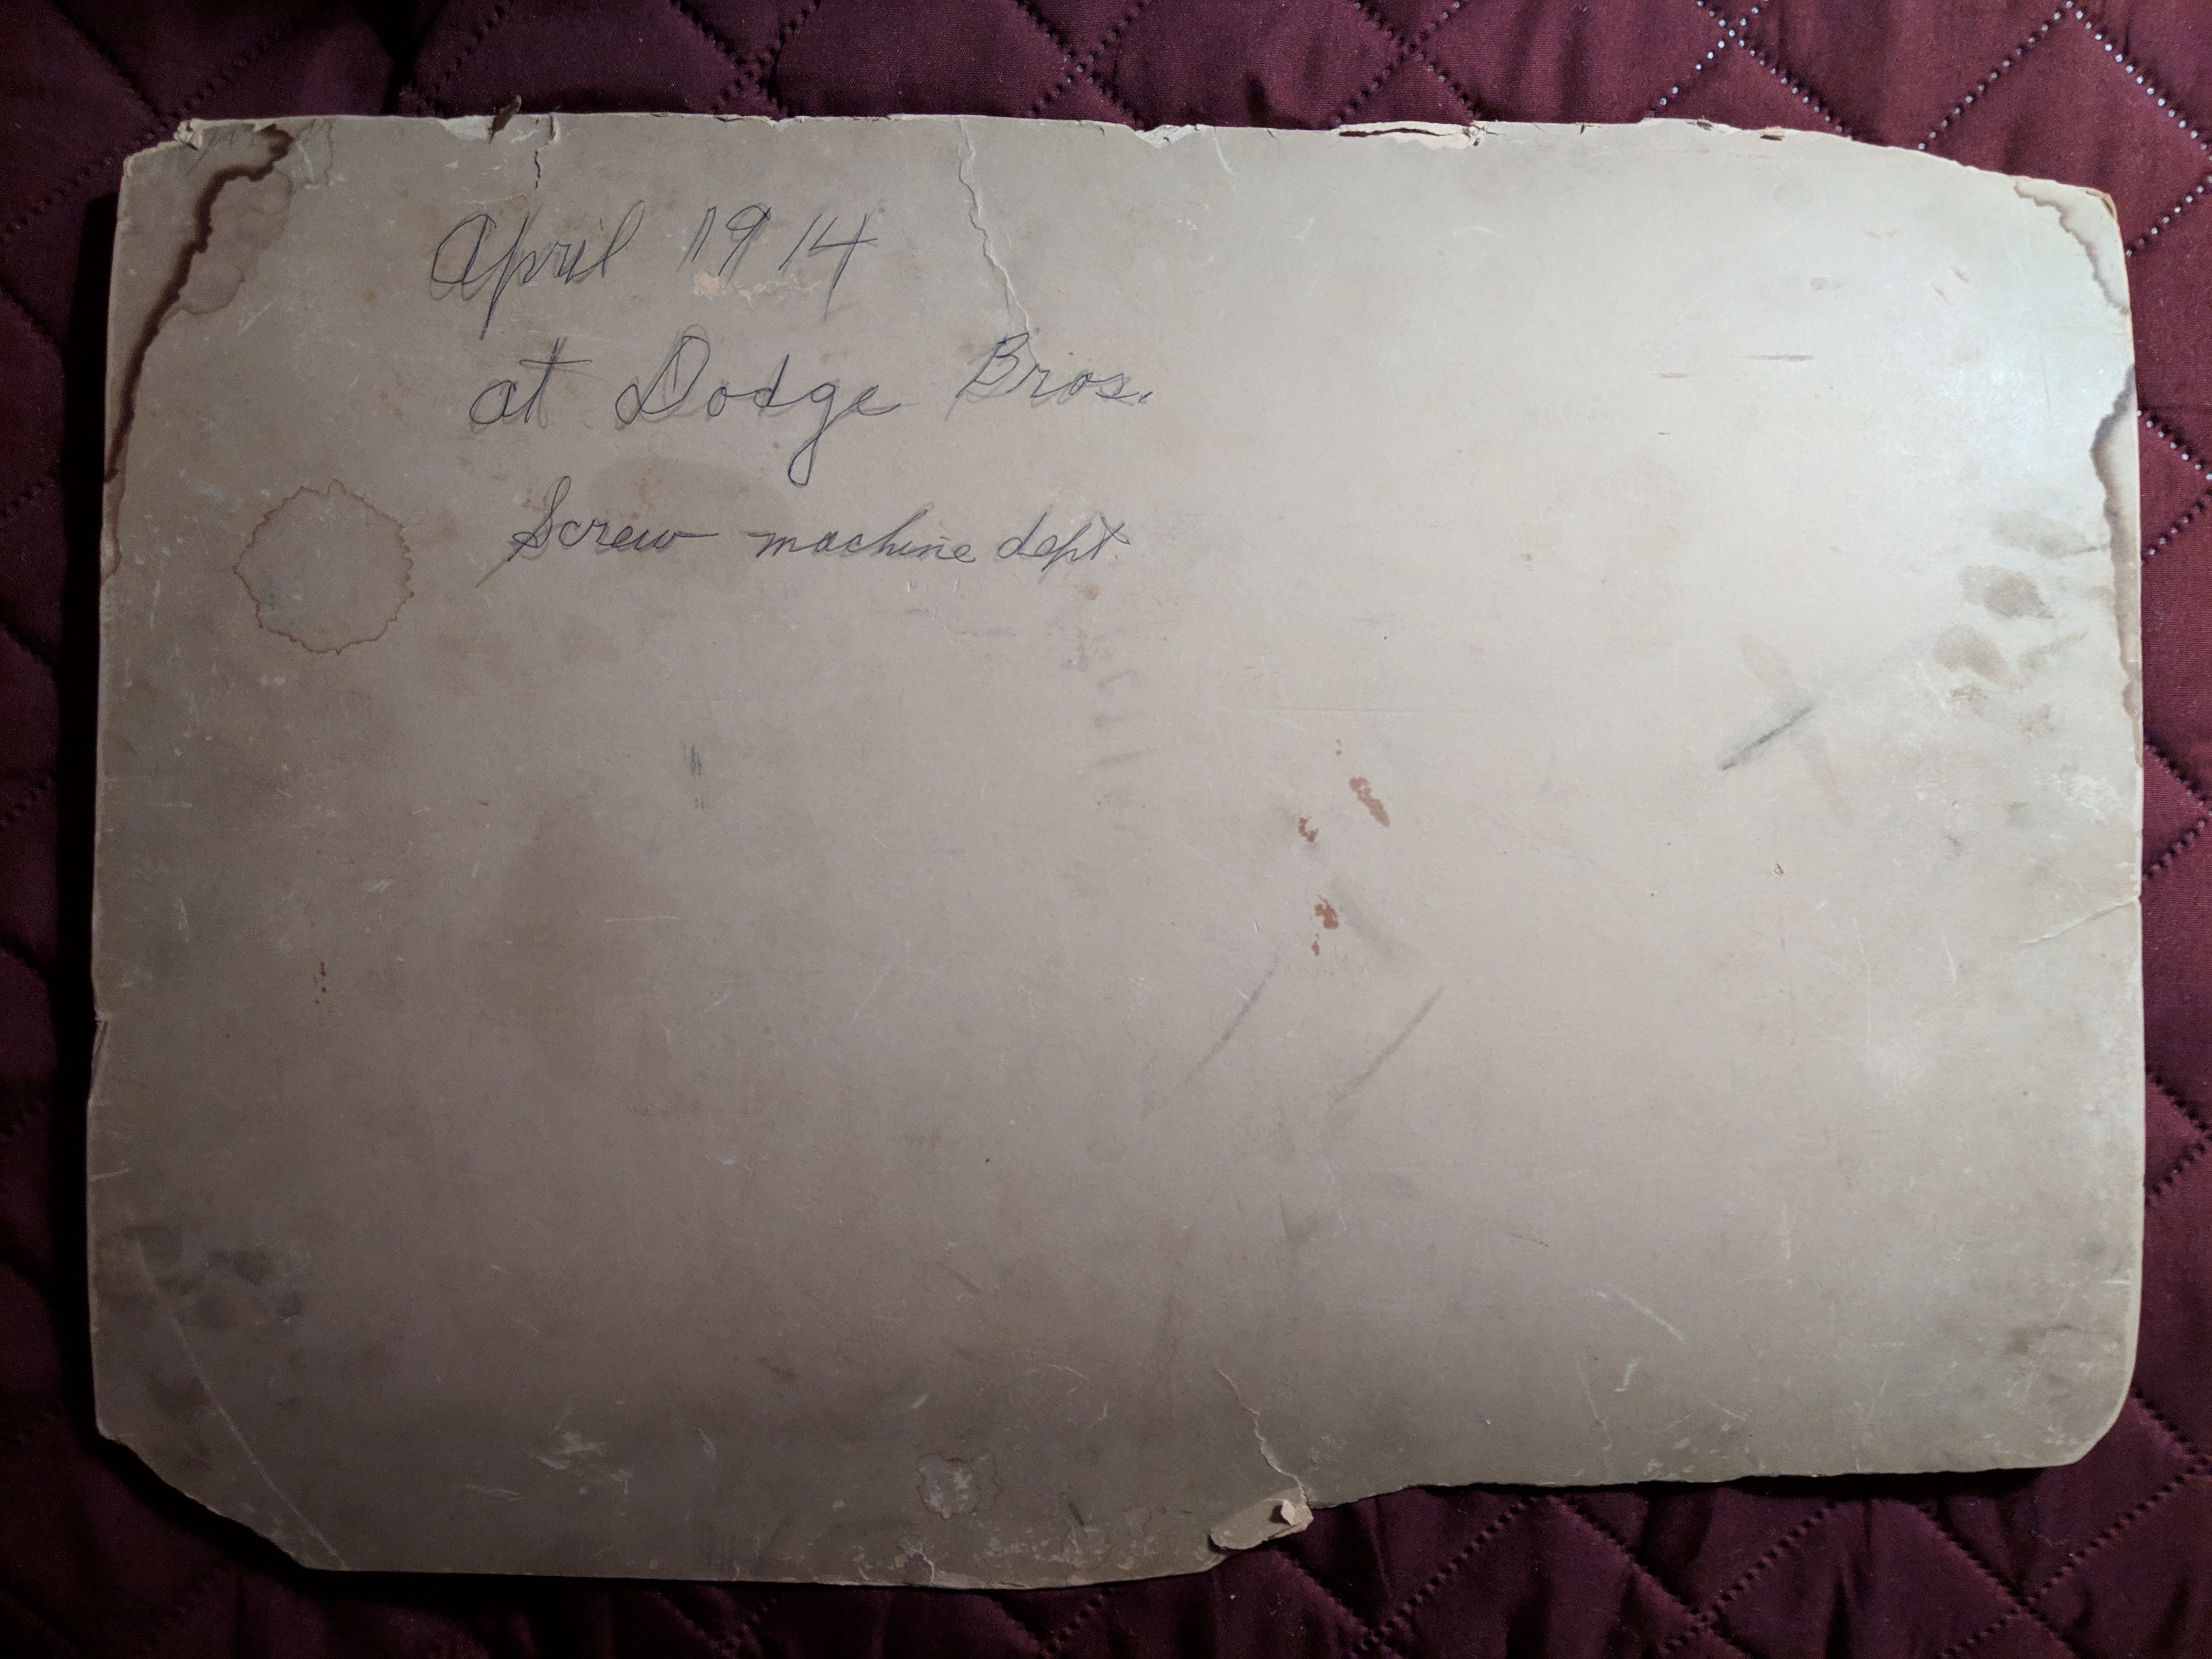 April 1914
at Dodge Bros.
Screw machine dept.